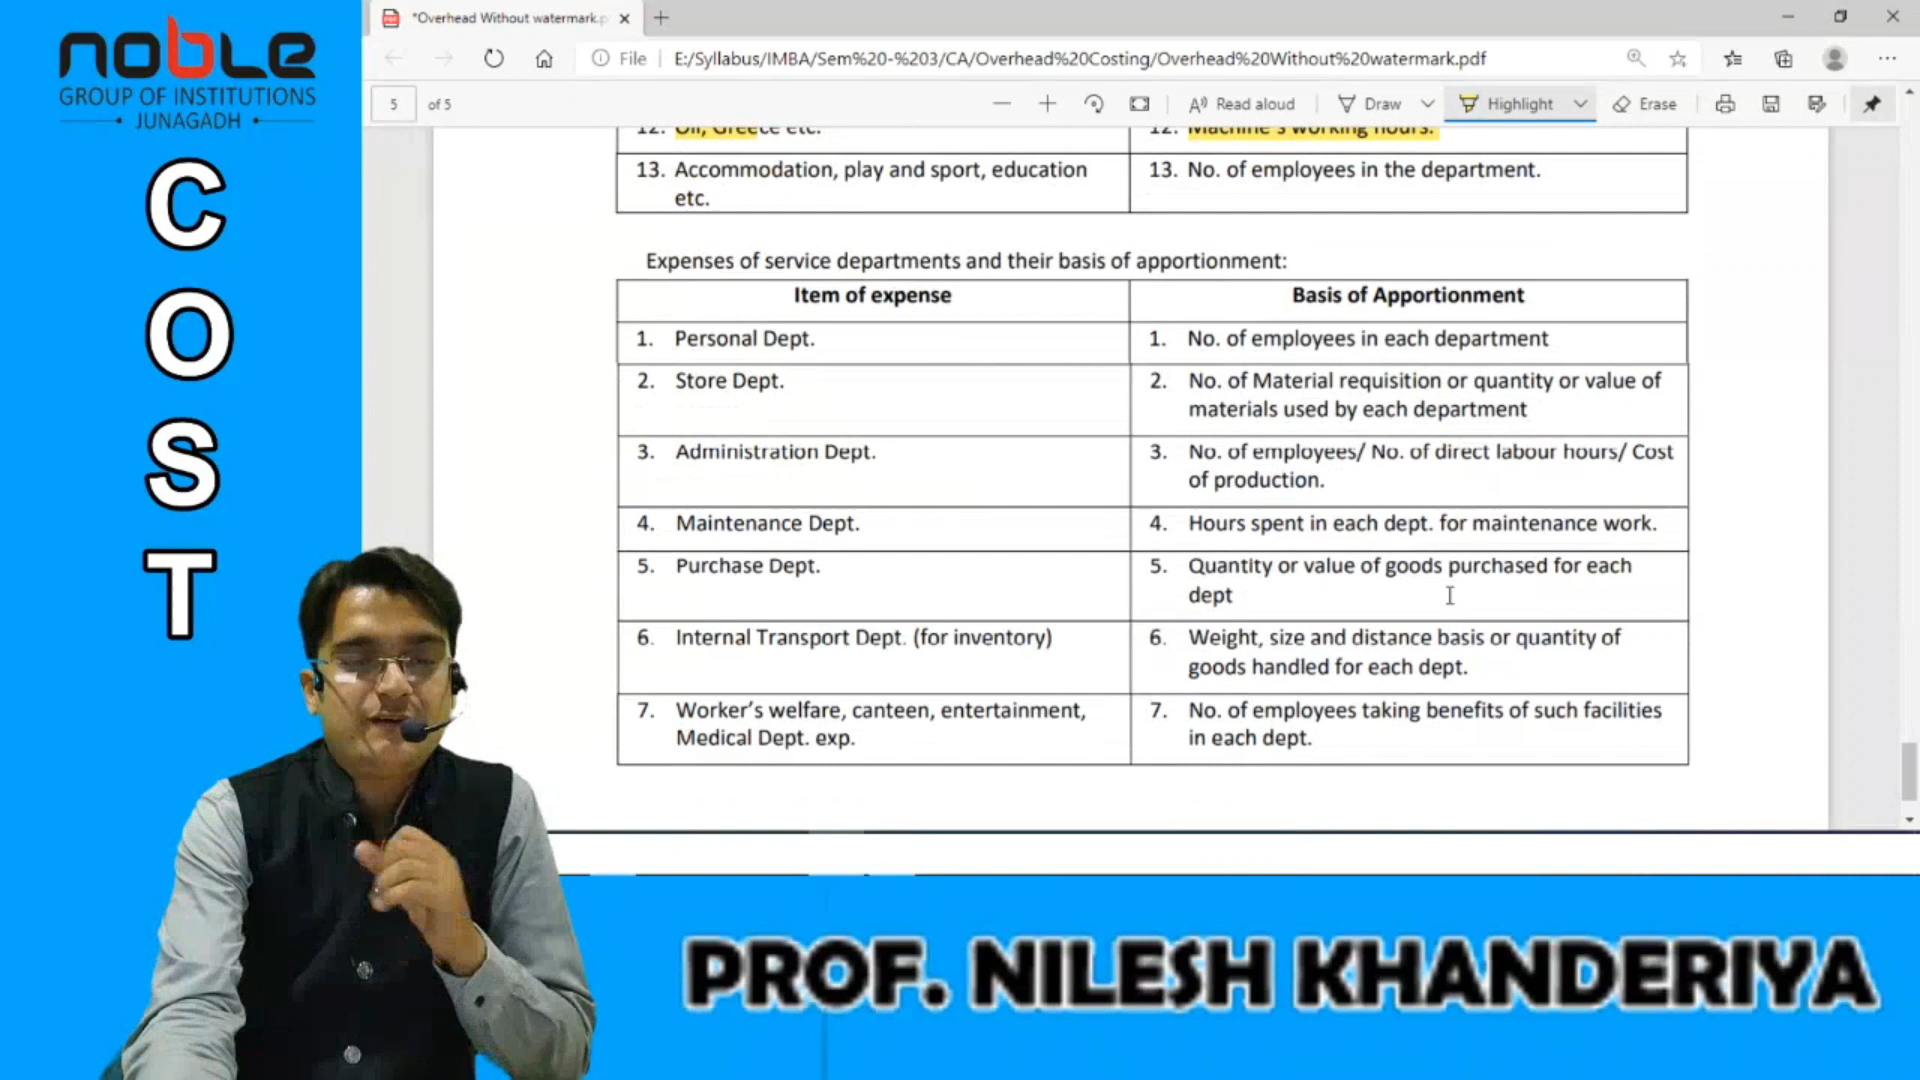 noble
GROUP OF INSTITUTIONS
JUNAGADH
C
O
S
T
*Overhead Without watermark.p
File E:/Syllabus/IMBA/Sem%20-%203/CA/Overhead%20Costing/Overhead%20Without%20watermark.pdf
5 of 5 Read aloud Draw Highlight Erase
12. Oil, Greece etc. 12. Machine's working hours.
13. Accommodation, play and sport, education 13. No. of employees in the department.
etc.
Expenses of service departments and their basis of apportionment:
Item of expense Basis of Apportionment
1. Personal Dept. 1. No. of employees in each department
2. Store Dept. 2. No. of Material requisition or quantity or value of
materials used by each department
3. Administration Dept. 3. No. of employees/ No. of direct labour hours/ Cost
of production.
4. Maintenance Dept. 4. Hours spent in each dept. for maintenance work.
5. Purchase Dept. 5. Quantity or value of goods purchased for each
dept
6. Internal Transport Dept. (for inventory) 6. Weight, size and distance basis or quantity of
goods handled for each dept.
7. Worker's welfare, canteen, entertainment, 7. No. of employees taking benefits of such facilities
Medical Dept. exp. in each dept.
PROF. NILESH KHANDERIYA